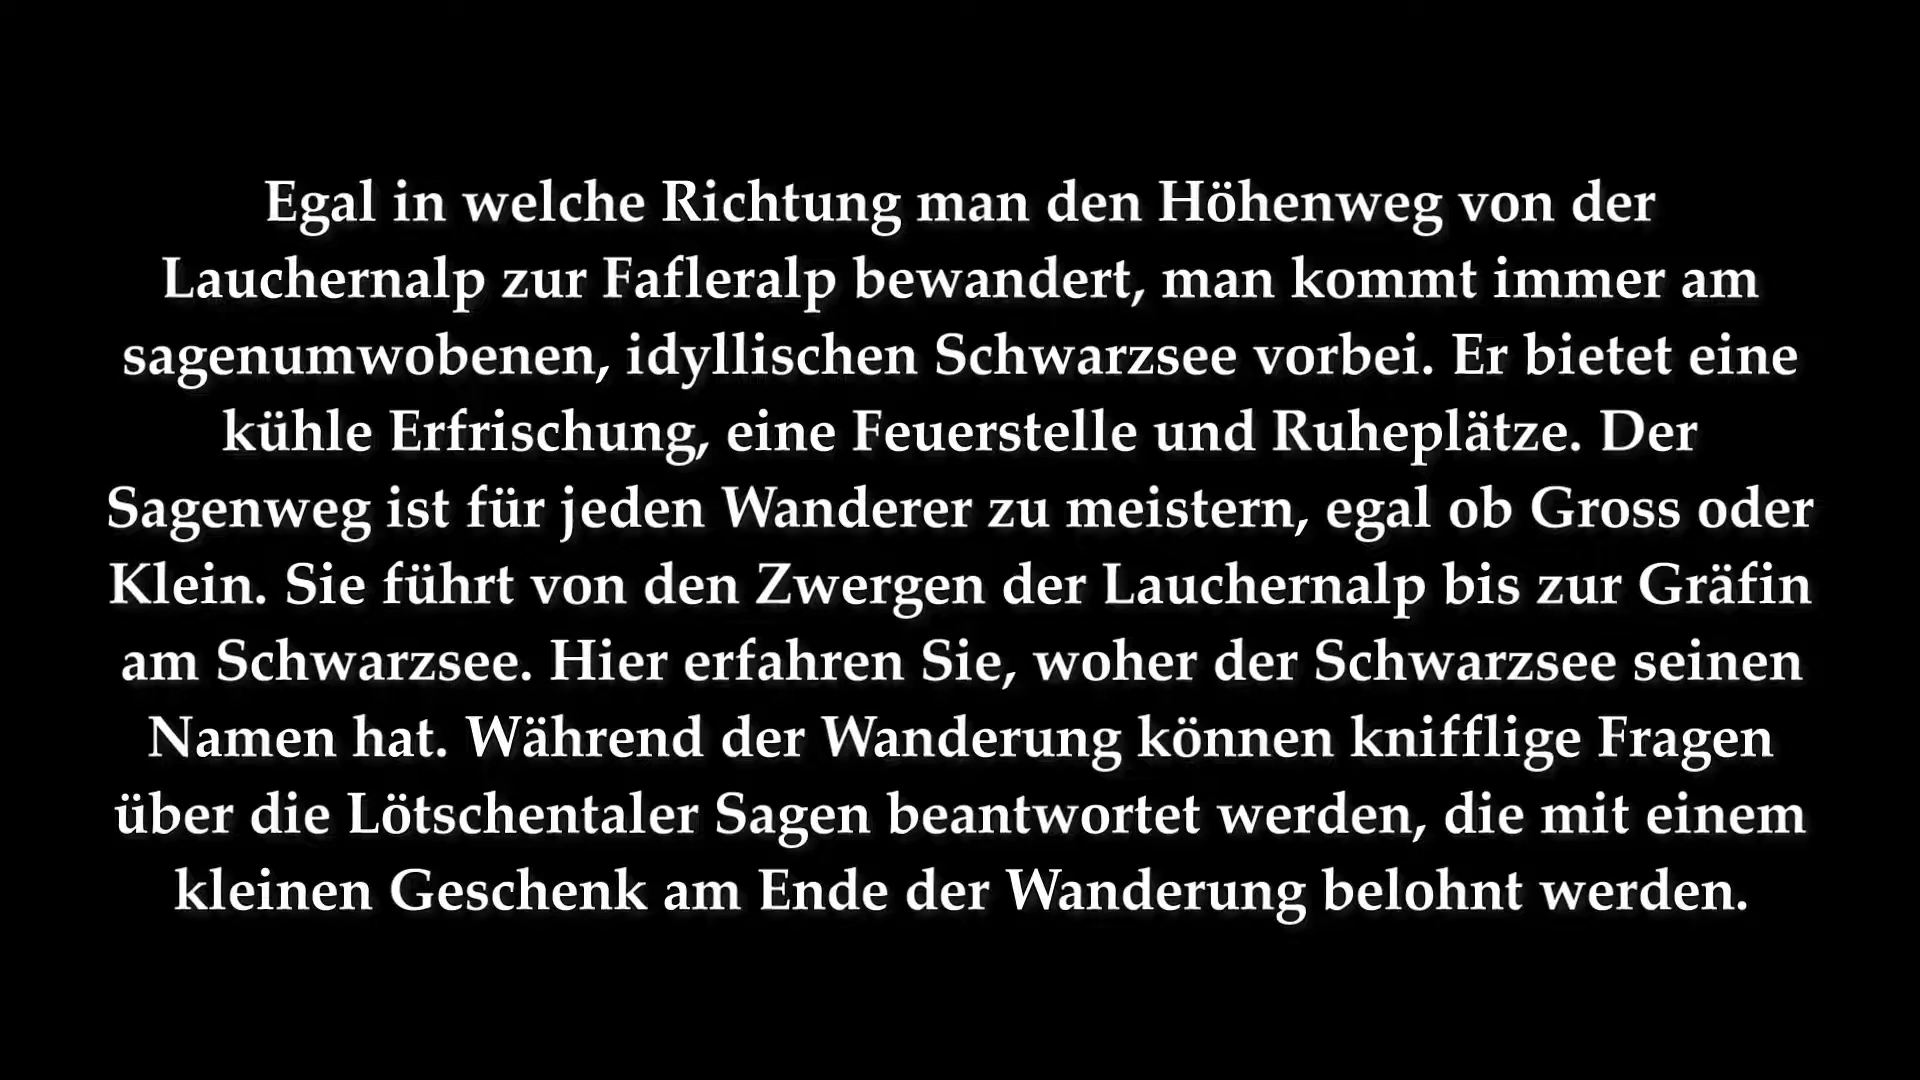 Egal in welche Richtung man den Höhenweg von der
Lauchernalp zur Fafleralp bewandert, man kommt immer am
sagenumwobenen, idyllischen Schwarzsee vorbei. Er bietet eine
kühle Erfrischung, eine Feuerstelle und Ruheplätze. Der
Sagenweg ist für jeden Wanderer zu meistern, egal ob Gross oder
Klein. Sie führt von den Zwergen der Lauchernalp bis zur Gräfin
am Schwarzsee. Hier erfahren Sie, woher der Schwarzsee seinen
Namen hat. Während der Wanderung können knifflige Fragen
über die Lötschentaler Sagen beantwortet werden, die mit einem
kleinen Geschenk am Ende der Wanderung belohnt werden.